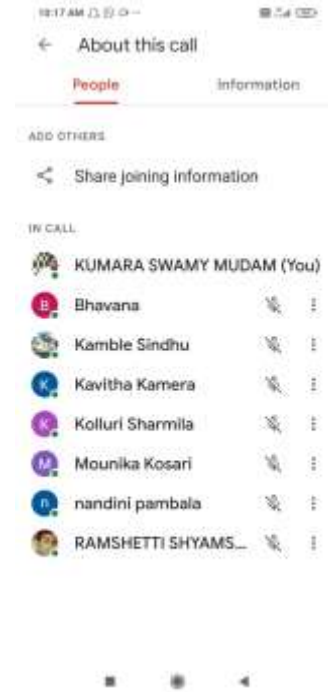 10:17 AM
About this call
People Information
ADD OTHERS
Share joining information
IN CALL
KUMARA SWAMY MUDAM (You)
B Bhavana
Kamble Sindhu
K Kavitha Kamera
K Kolluri Sharmila
M Mounika Kosari
n nandini pambala
RAMSHETTI SHYAMS...